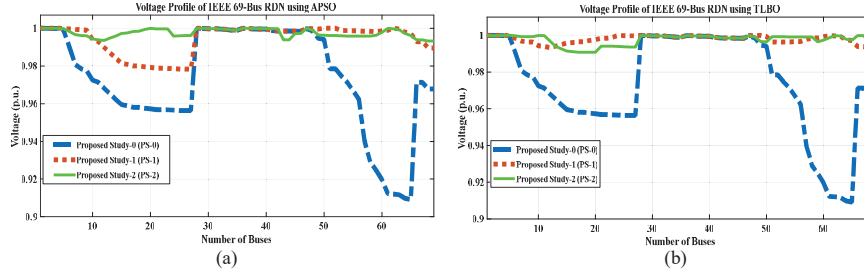 Voltage Profile of IEEE 69-Bus RDN using APSO
1
0.98
0.96
0.94
0.92
0.9
Voltage (p.u.)
Proposed Study-0 (PS-0)
Proposed Study-1 (PS-1)
Proposed Study-2 (PS-2)
10 20 30 40 50 60
Number of Buses
(a)
Voltage Profile of IEEE 69-Bus RDN using TLBO
1
0.98
0.96
0.94
0.92
0.9
Voltage (p.u.)
Proposed Study-0 (PS-0)
Proposed Study-1 (PS-1)
Proposed Study-2 (PS-2)
10 20 30 40 50 60
Number of Buses
(b)